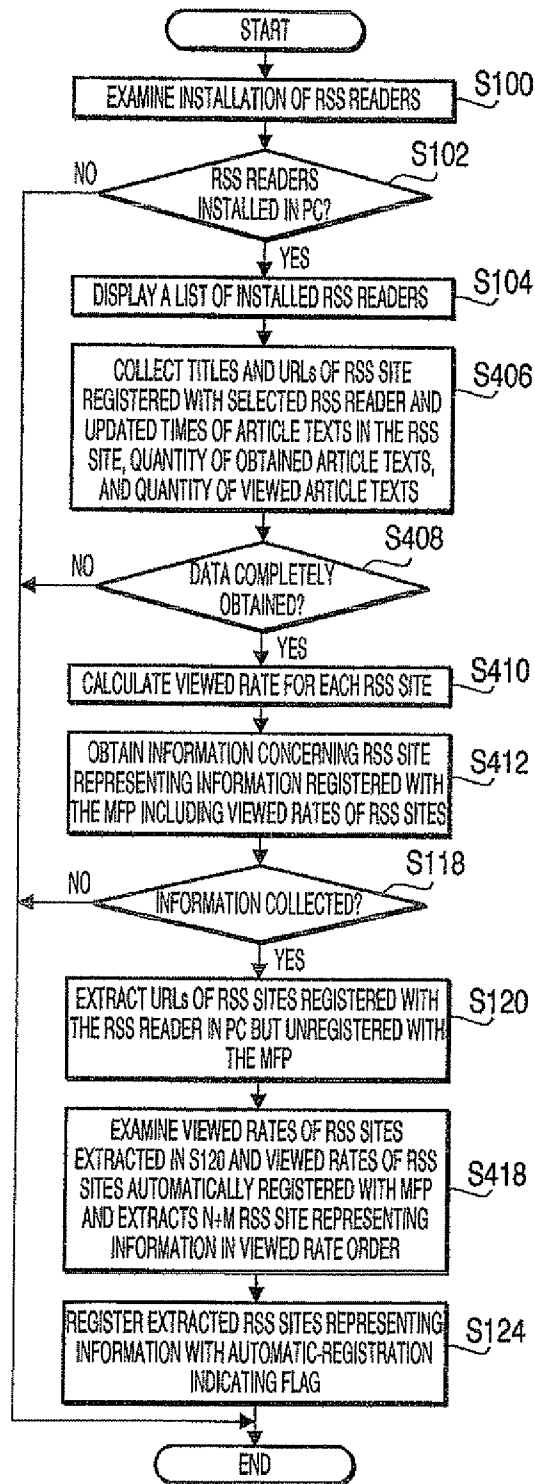 START
EXAMINE INSTALLATION OF RSS READERS
S100
S102
NO
RSS READERS
INSTALLED IN PC?
YES
DISPLAY A LIST OF INSTALLED RSS READERS
S104
COLLECT TITLES AND URLs OF RSS SITE
REGISTERED WITH SELECTED RSS READER AND
UPDATED TIMES OF ARTICLE TEXTS IN THE RSS
SITE, QUANTITY OF OBTAINED ARTICLE TEXTS,
AND QUANTITY OF VIEWED ARTICLE TEXTS
S406
S408
NO
DATA COMPLETELY
OBTAINED?
YES
CALCULATE VIEWED RATE FOR EACH RSS SITE
S410
OBTAIN INFORMATION CONCERNING RSS SITE
REPRESENTING INFORMATION REGISTERED WITH
THE MFP INCLUDING VIEWED RATES OF RSS SITES
S412
S118
NO
INFORMATION COLLECTED?
YES
EXTRACT URLs OF RSS SITES REGISTERED WITH
THE RSS READER IN PC BUT UNREGISTERED WITH
THE MFP
S120
EXAMINE VIEWED RATES OF RSS SITES
EXTRACTED IN S120 AND VIEWED RATES OF RSS
SITES AUTOMATICALLY REGISTERED WITH MFP
AND EXTRACTS N+M RSS SITE REPRESENTING
INFORMATION IN VIEWED RATE ORDER
S418
REGISTER EXTRACTED RSS SITES REPRESENTING
INFORMATION WITH AUTOMATIC-REGISTRATION
INDICATING FLAG
S124
END